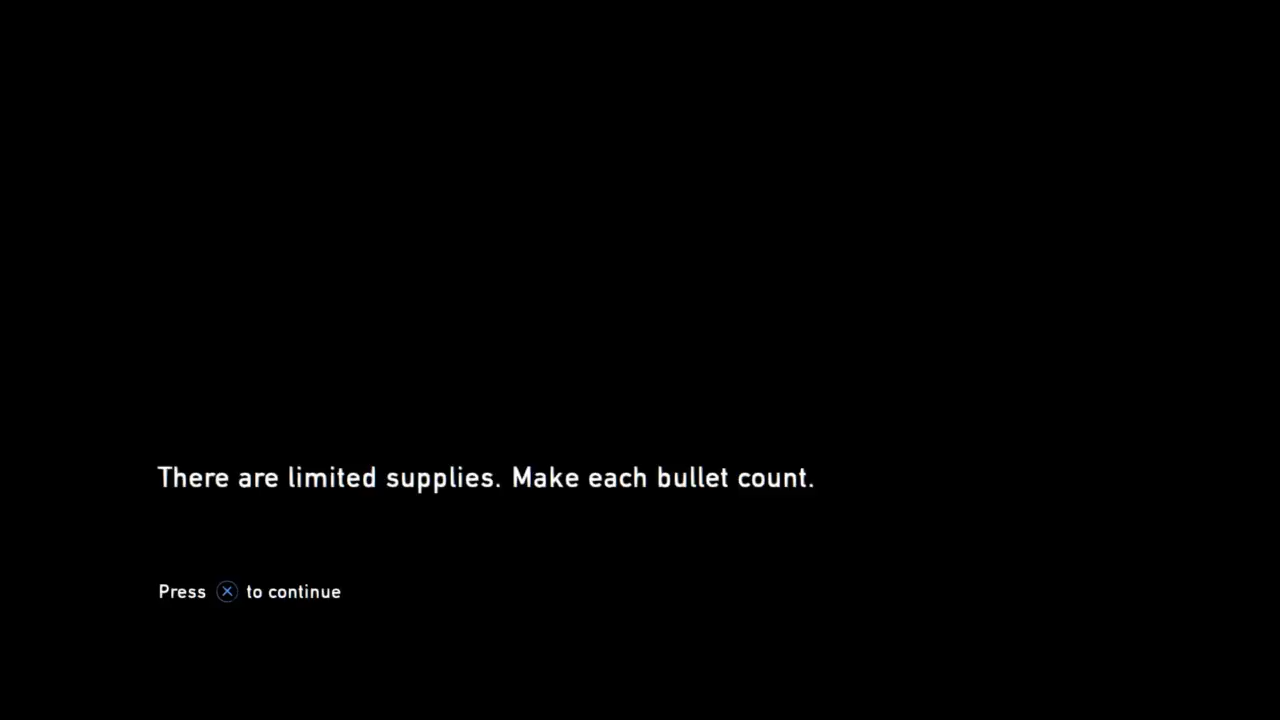 There are limited supplies. Make each bullet count.
Press ⓧ to continue